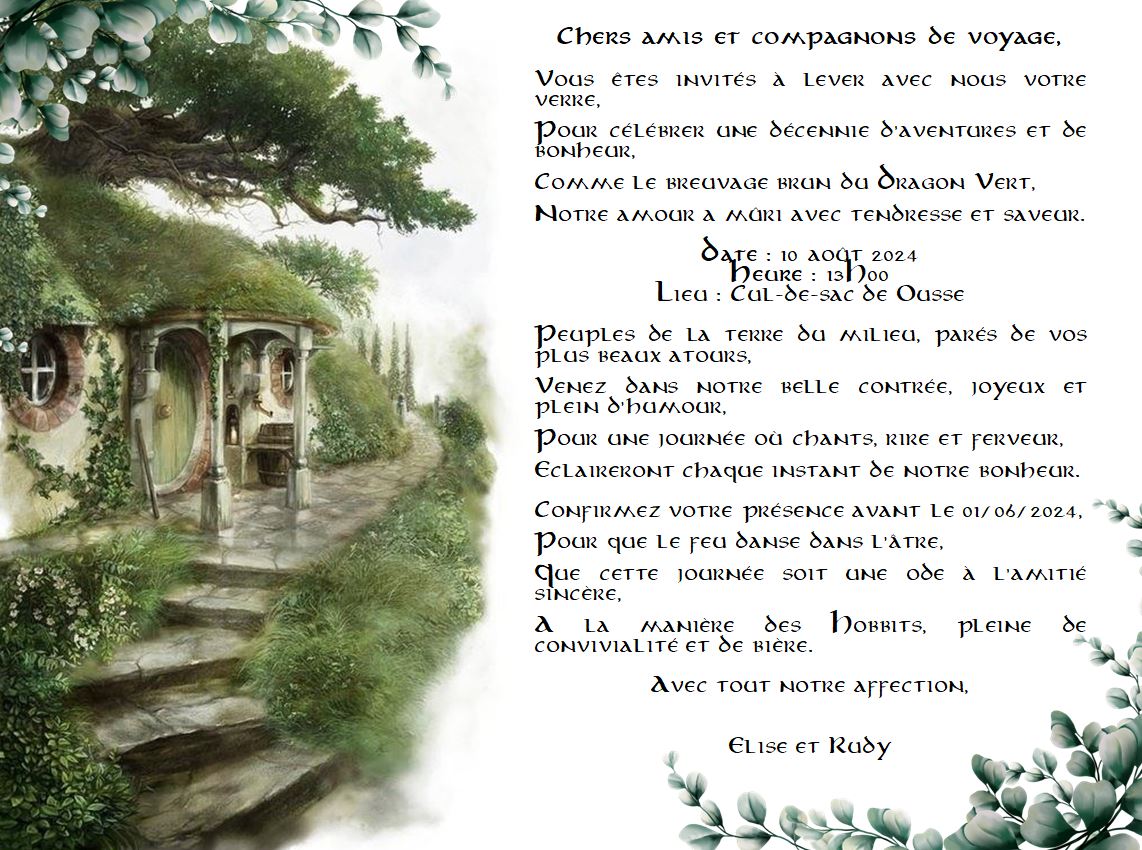 Chers amis et compagnons de voyage,
Vous êtes invités à lever avec nous votre
verre,
Pour célébrer une décennie d'aventures et de
bonheur,
Comme le breuvage brun du Dragon Vert,
Notre amour a mûri avec tendresse et saveur.
Date : 10 août 2024
Heure : 13H00
Lieu : Cul-de-sac de Ousse
Peuples de la terre du milieu, parés de vos
plus beaux atours,
Venez dans notre belle contrée, joyeux et
plein d'humour,
Pour une journée où chants, rire et ferveur,
Eclaireront chaque instant de notre bonheur.
Confirmez votre présence avant le 01/06/2024,
Pour que le feu danse dans l'âtre,
Que cette journée soit une ode à l'amitié
sincère,
A la manière des Hobbits, pleine de
convivialité et de bière.
Avec tout notre affection,
Elise et Rudy